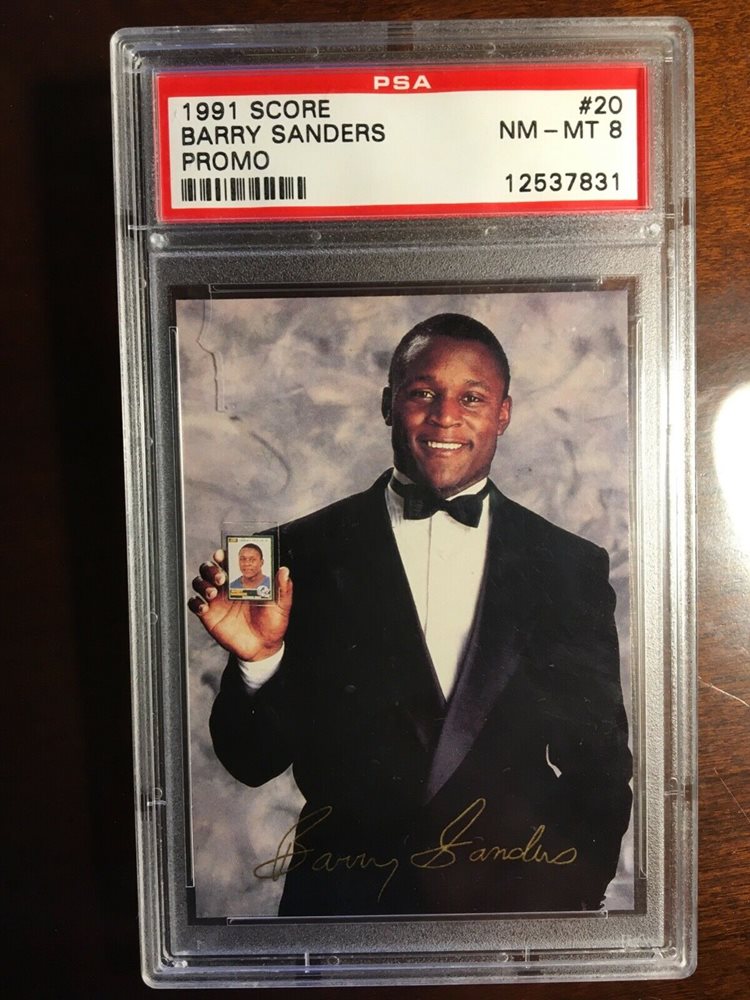 PSA
1991 SCORE #20
BARRY SANDERS NM-MT 8
PROMO
12537831
Barry Sanders